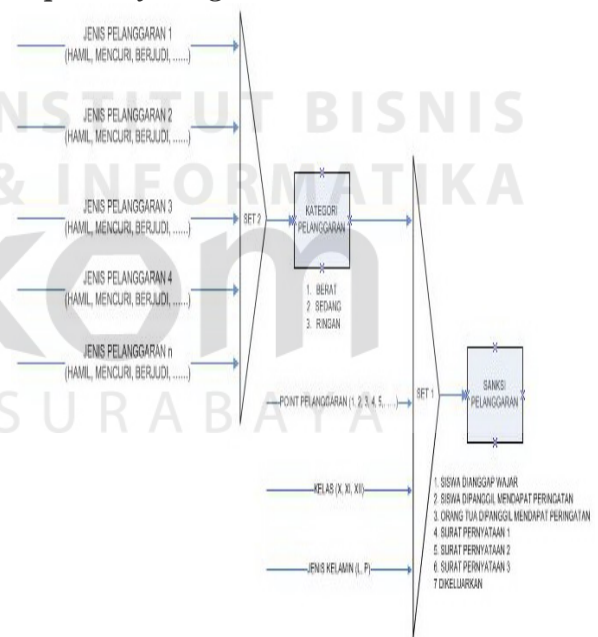 JENIS PELANGGARAN 1
(HAMIL, MENCURI, BERJUDI, ......)
JENIS PELANGGARAN 2
(HAMIL, MENCURI, BERJUDI, ......)
JENIS PELANGGARAN 3
(HAMIL, MENCURI, BERJUDI, ......)
JENIS PELANGGARAN 4
(HAMIL, MENCURI, BERJUDI, ......)
JENIS PELANGGARAN n
(HAMIL, MENCURI, BERJUDI, ......)
SET 2
KATEGORI
PELANGGARAN
1. BERAT
2 SEDANG
3. RINGAN
POINT PELANGGARAN (1, 2, 3, 4, 5, .....)
KELAS (X, XI, XII)
JENIS KELAMIN (L, P)
SET 1
SANKSI
PELANGGARAN
1. SISWA DIANGGAP WAJAR
2. SISWA DIPANGGIL MENDAPAT PERINGATAN
3. ORANG TUA DIPANGGIL MENDAPAT PERINGATAN
4. SURAT PERNYATAAN 1
5. SURAT PERNYATAAN 2
6. SURAT PERNYATAAN 3
7 DIKELUARKAN
INSTITUT BISNIS
& INFORMATIKA
kom
SURABAYA